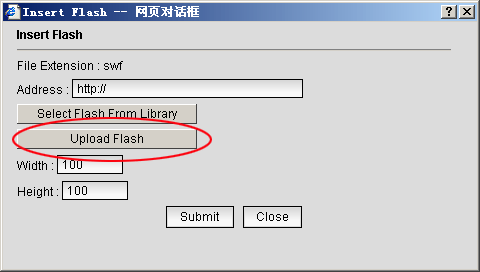 Insert Flash -- 网页对话框
Insert Flash
File Extension : swf
Address : http://
Select Flash From Library
Upload Flash
Width : 100
Height : 100
Submit Close